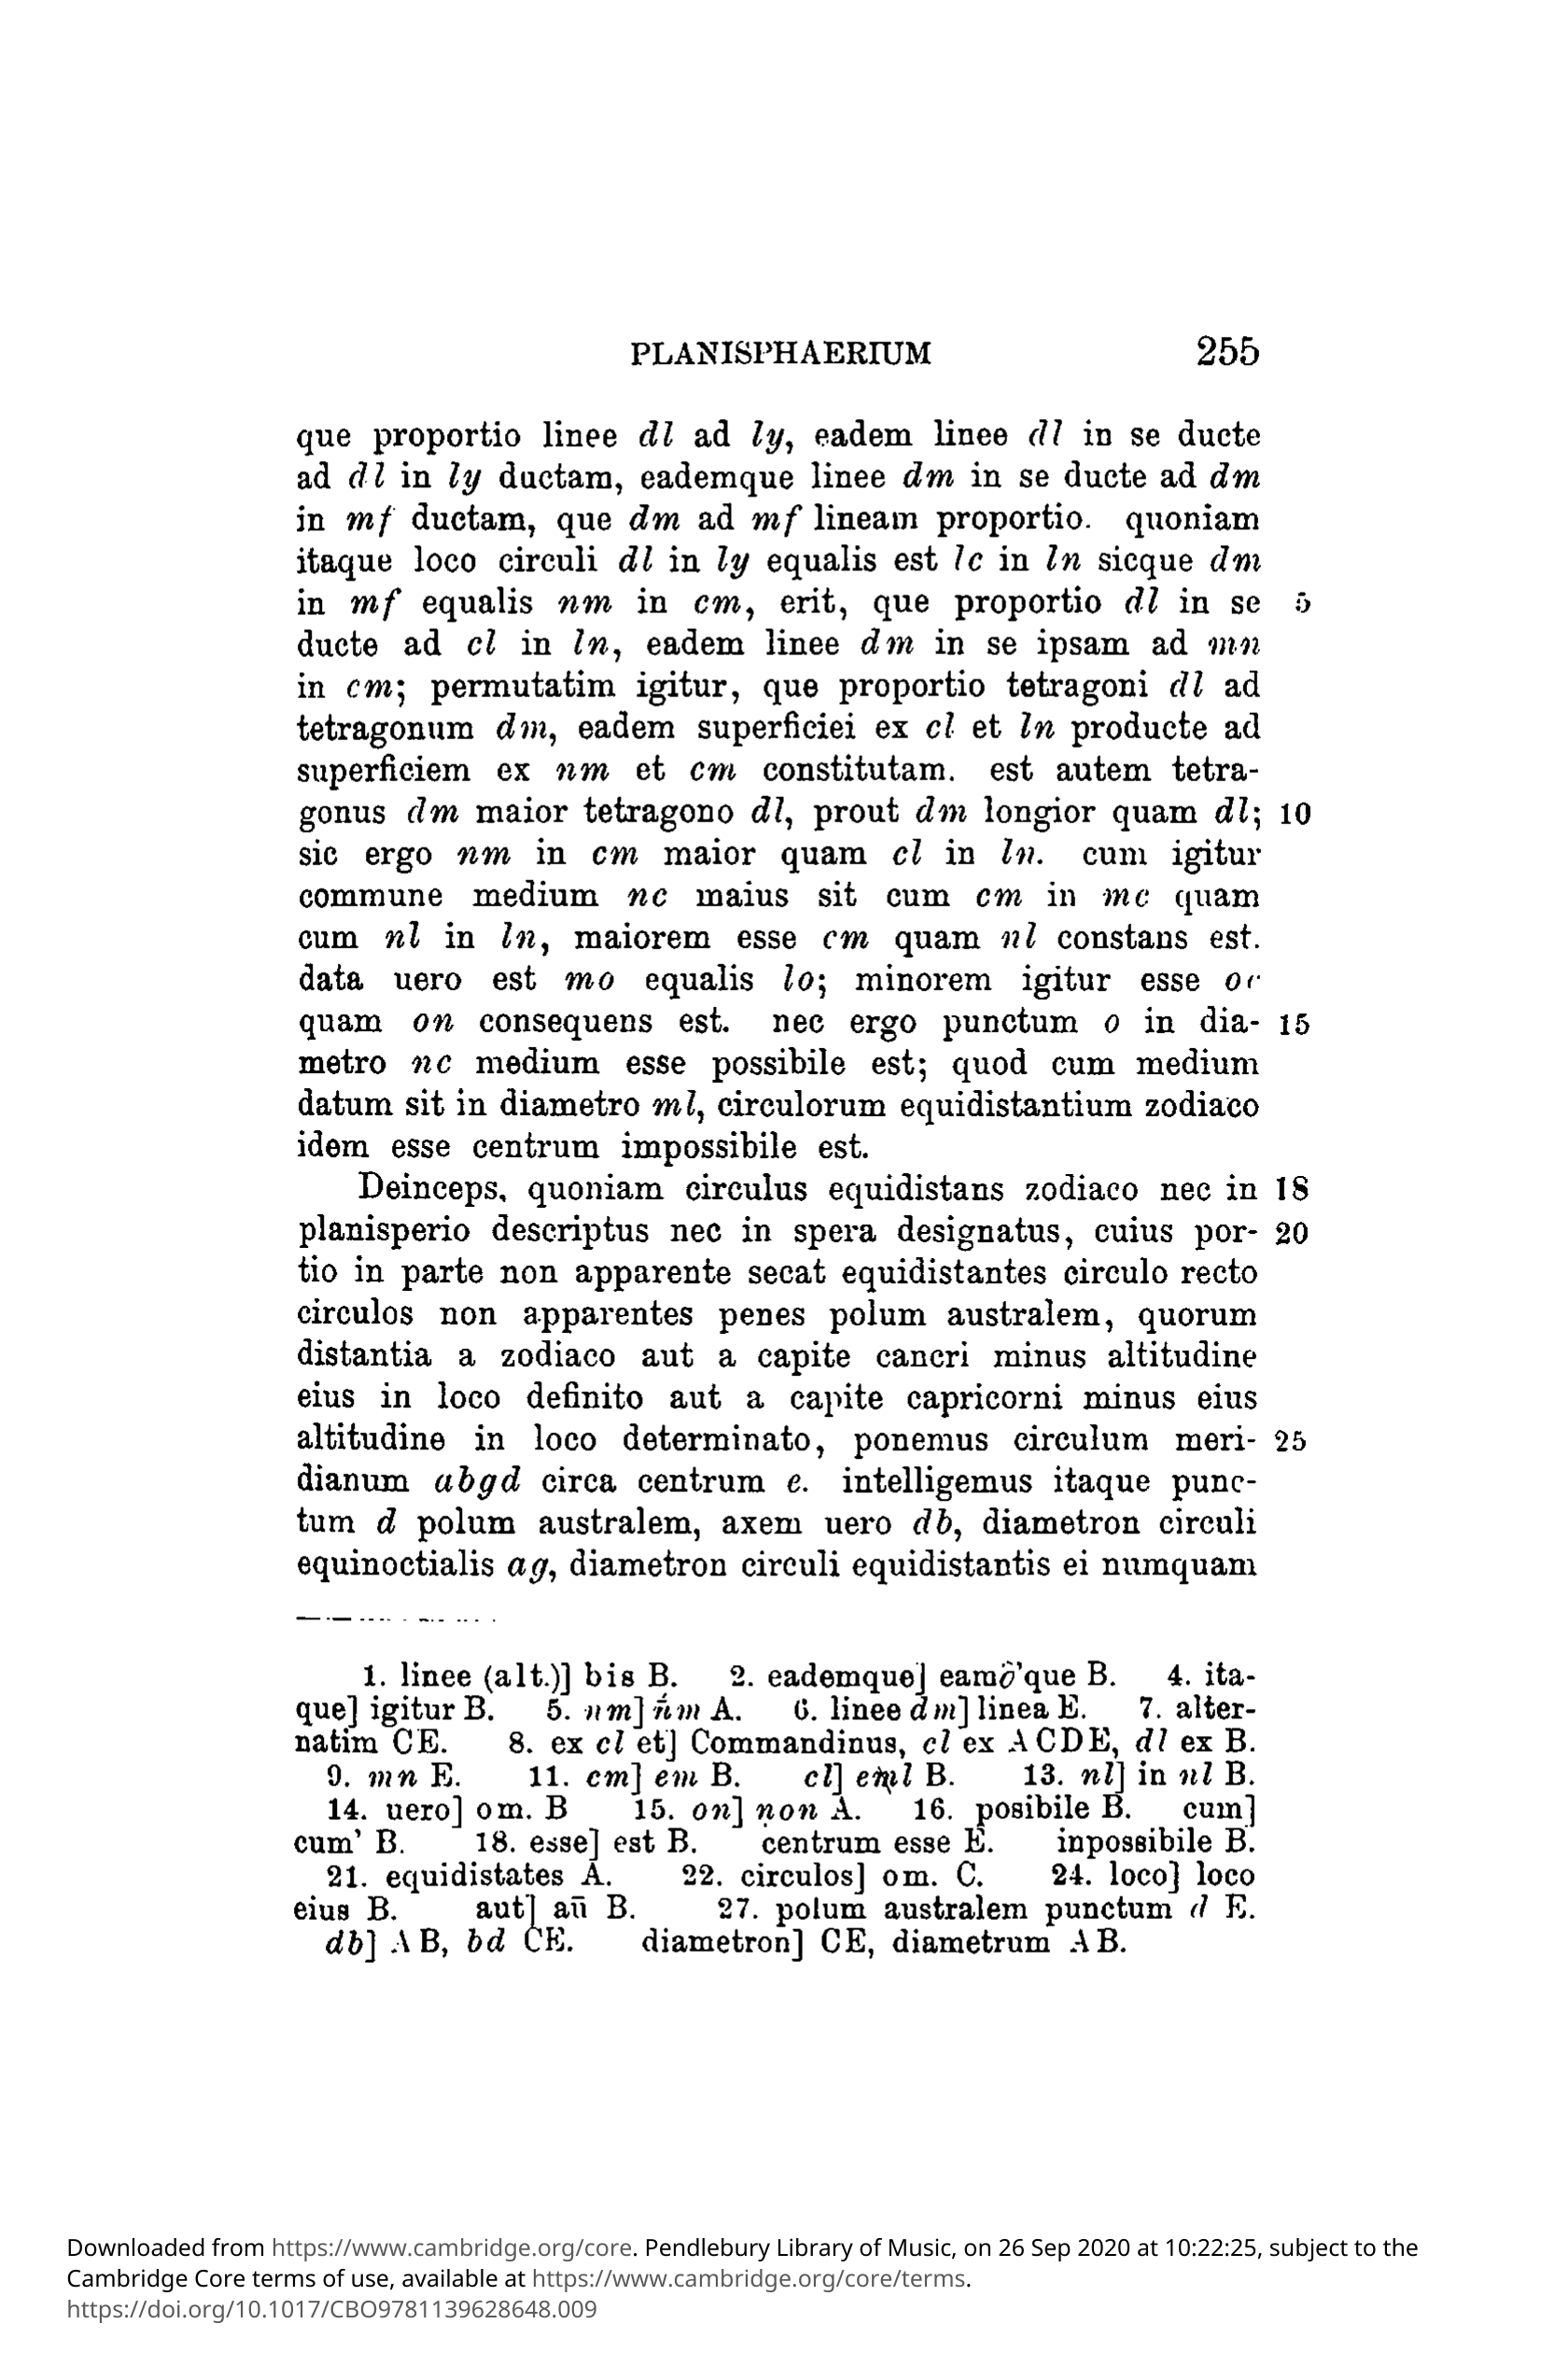 PLANISPHAERIUM 255
que proportio linee dl ad ly, eadem linee dl in se ducte
ad dl in ly ductam, eademque linee dm in se ducte ad dm
in mf ductam, que dm ad mf lineam proportio. quoniam
itaque loco circuli dl in ly equalis est lc in ln sicque dm
in mf equalis nm in cm, erit, que proportio dl in se 5
ducte ad cl in ln, eadem linee dm in se ipsam ad mn
in cm; permutatim igitur, que proportio tetragoni dl ad
tetragonum dm, eadem superficiei ex cl et ln producte ad
superficiem ex nm et cm constitutam. est autem tetra-
gonus dm maior tetragono dl, prout dm longior quam dl; 10
sic ergo nm in cm maior quam cl in ln. cum igitur
commune medium nc maius sit cum cm in mc quam
cum nl in ln, maiorem esse cm quam nl constans est.
data uero est mo equalis lo; minorem igitur esse oc
quam on consequens est. nec ergo punctum o in dia- 15
metro nc medium esse possibile est; quod cum medium
datum sit in diametro ml, circulorum equidistantium zodiaco
idem esse centrum impossibile est.
Deinceps, quoniam circulus equidistans zodiaco nec in 18
planisperio descriptus nec in spera designatus, cuius por- 20
tio in parte non apparente secat equidistantes circulo recto
circulos non apparentes penes polum australem, quorum
distantia a zodiaco aut a capite cancri minus altitudine
eius in loco definito aut a capite capricorni minus eius
altitudine in loco determinato, ponemus circulum meri- 25
dianum abgd circa centrum e. intelligemus itaque punc-
tum d polum australem, axem uero db, diametron circuli
equinoctialis ag, diametron circuli equidistantis ei numquam
1. linee (alt.)] bis B. 2. eademque] que B. 4. ita-
que] igitur B. 5. nm] ńm A. 6. linee dm] linea E. 7. alter-
natim CE. 8. ex cl et] Commandinus, cl ex ACDE, dl ex B.
9. mn E. 11. cm] em B. cl] B. 13. nl] in nl B.
14. uero] om. B 15. on] ṇon A. 16. posibile B. cum]
cum' B. 18. esse] est B. centrum esse E. inpossibile B.
21. equidistates A. 22. circulos] om. C. 24. loco] loco
eius B. aut] aū B. 27. polum australem punctum d E.
db] AB, bd CE. diametron] CE, diametrum AB.
Downloaded from https://www.cambridge.org/core. Pendlebury Library of Music, on 26 Sep 2020 at 10:22:25, subject to the
Cambridge Core terms of use, available at https://www.cambridge.org/core/terms.
https://doi.org/10.1017/CBO9781139628648.009